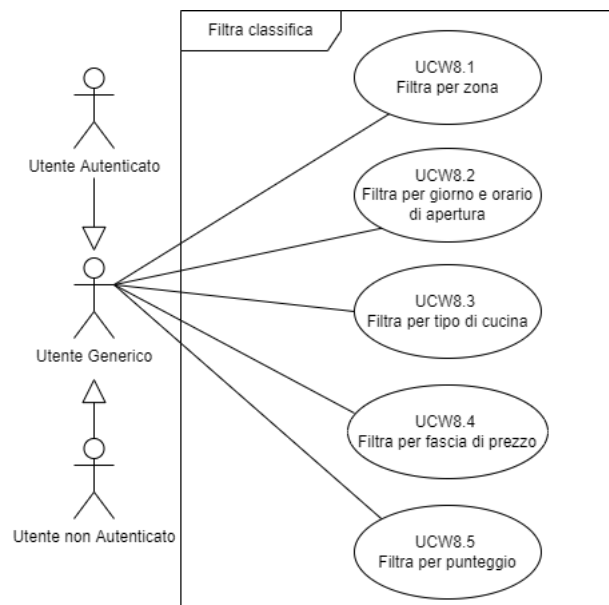 Filtra classifica
UCW8.1
Filtra per zona
Utente Autenticato
UCW8.2
Filtra per giorno e orario
di apertura
UCW8.3
Filtra per tipo di cucina
Utente Generico
UCW8.4
Filtra per fascia di prezzo
Utente non Autenticato
UCW8.5
Filtra per punteggio